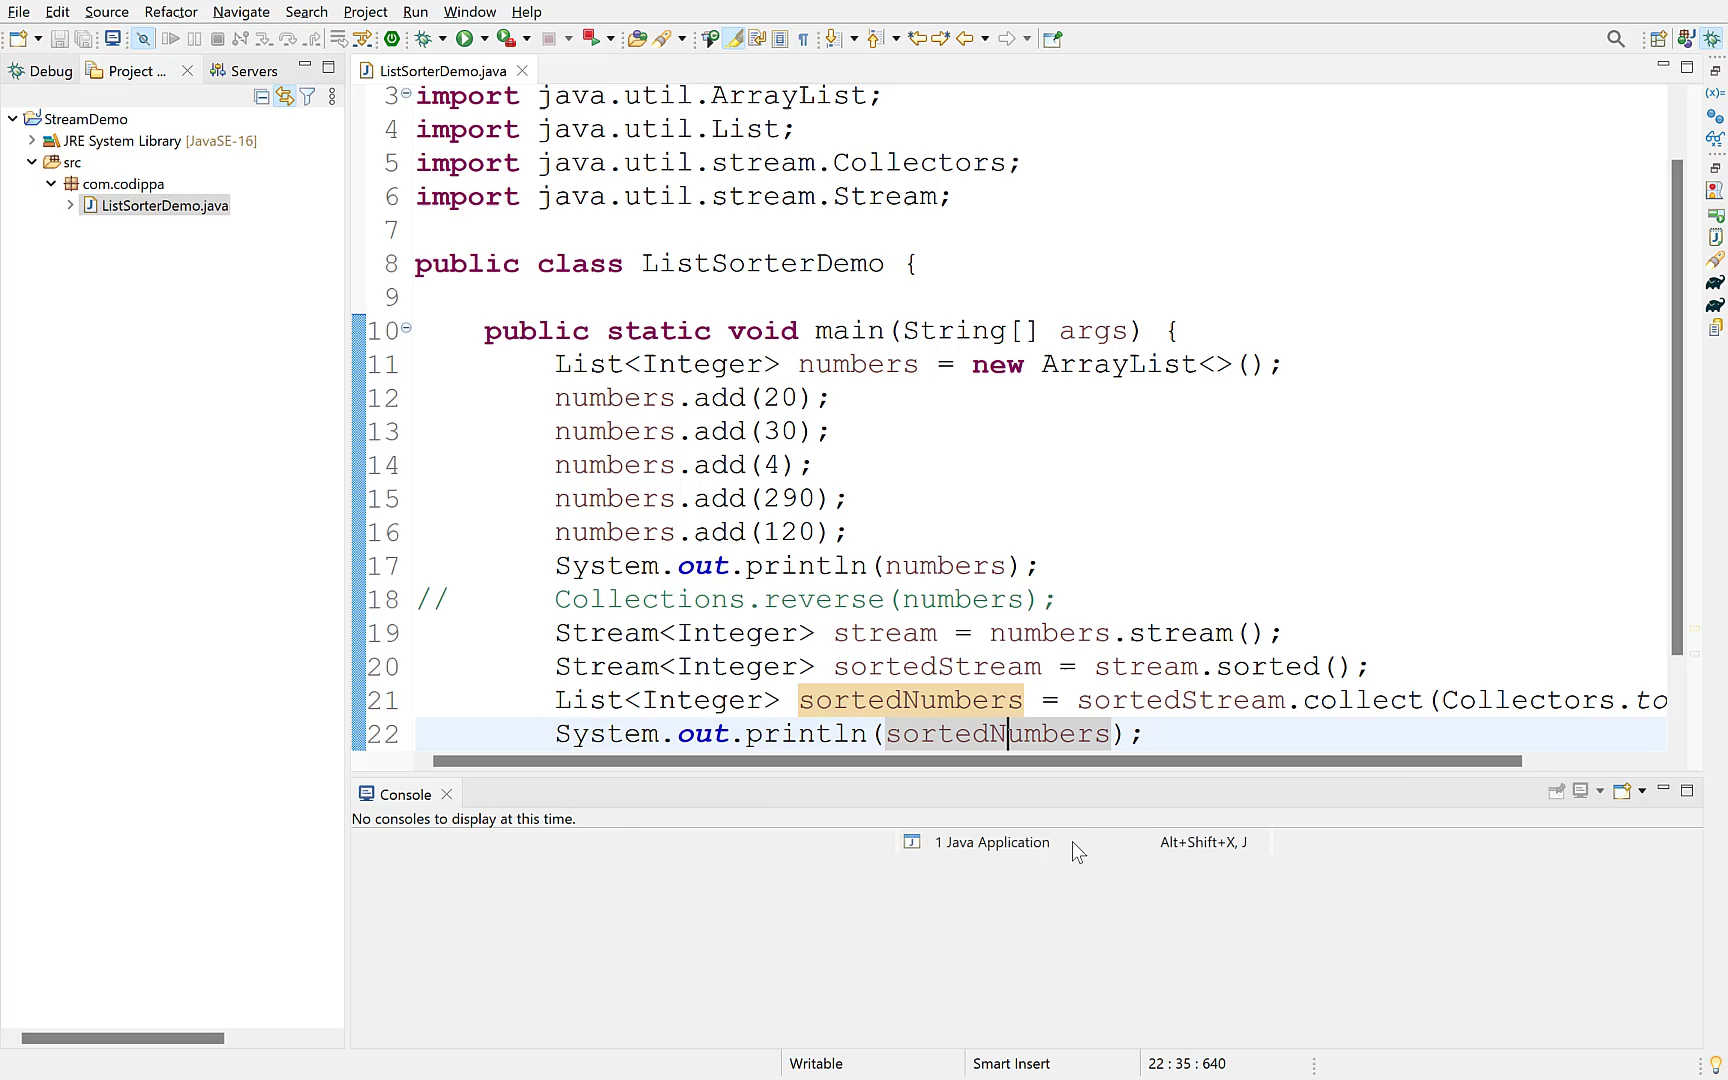 File Edit Source Refactor Navigate Search Project Run Window Help
Debug Project ... Servers
StreamDemo
JRE System Library [JavaSE-16]
src
com.codippa
ListSorterDemo.java
ListSorterDemo.java
3 import java.util.ArrayList;
4 import java.util.List;
5 import java.util.stream.Collectors;
6 import java.util.stream.Stream;
7
8 public class ListSorterDemo {
9
10 public static void main(String[] args) {
11 List<Integer> numbers = new ArrayList<>();
12 numbers.add(20);
13 numbers.add(30);
14 numbers.add(4);
15 numbers.add(290);
16 numbers.add(120);
17 System.out.println(numbers);
18 // Collections.reverse(numbers);
19 Stream<Integer> stream = numbers.stream();
20 Stream<Integer> sortedStream = stream.sorted();
21 List<Integer> sortedNumbers = sortedStream.collect(Collectors.to
22 System.out.println(sortedNumbers);
Console
No consoles to display at this time.
1 Java Application Alt+Shift+X, J
Writable Smart Insert 22 : 35 : 640